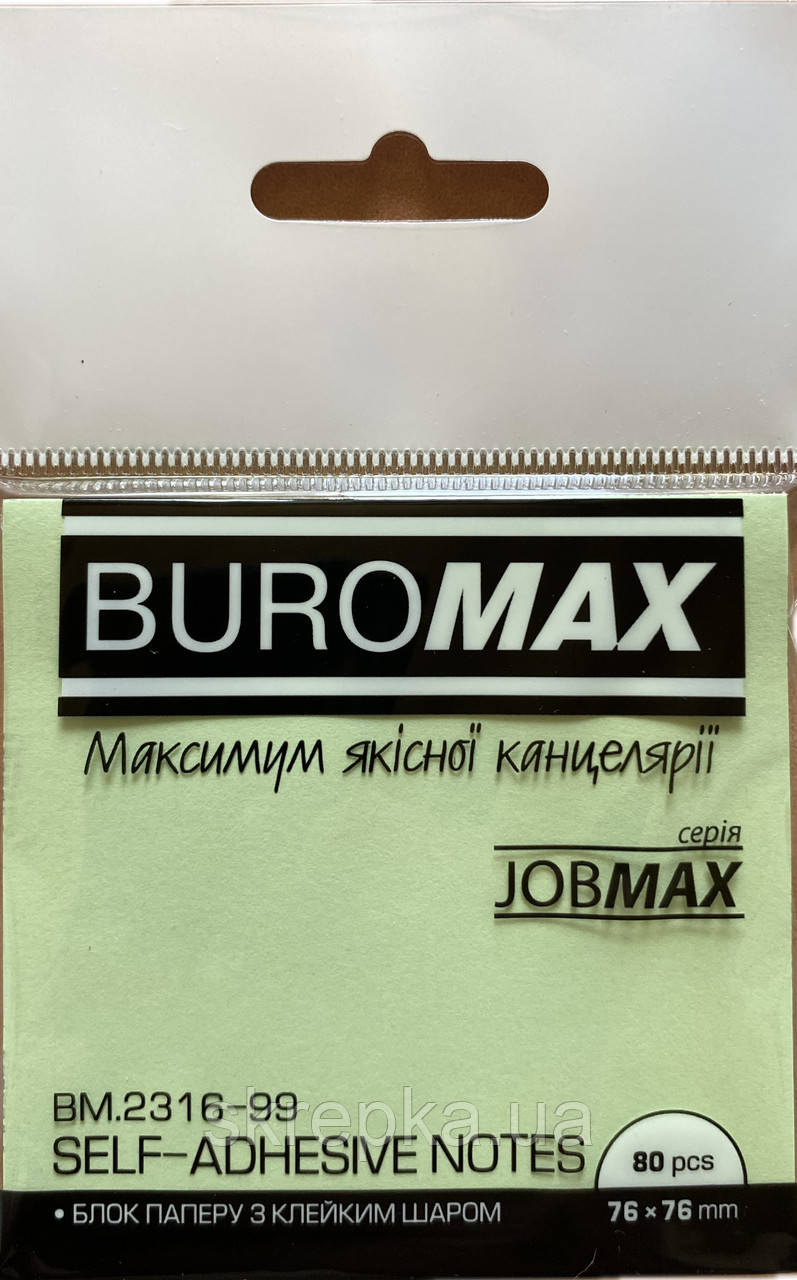 BUROMAX
Максимум якісної канцелярії
серія
JOBMAX
BM.2316-99
skrepka.ua
SELF-ADHESIVE NOTES
80 pcs
• БЛОК ПАПЕРУ З КЛЕЙКИМ ШАРОМ
76 × 76 mm